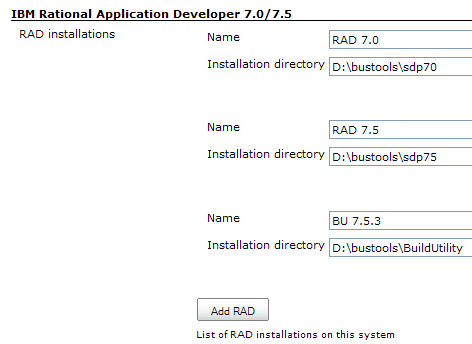 IBM Rational Application Developer 7.0/7.5
RAD installations
Name RAD 7.0
Installation directory D:\bustools\sdp70
Name RAD 7.5
Installation directory D:\bustools\sdp75
Name BU 7.5.3
Installation directory D:\bustools\BuildUtility
Add RAD
List of RAD installations on this system